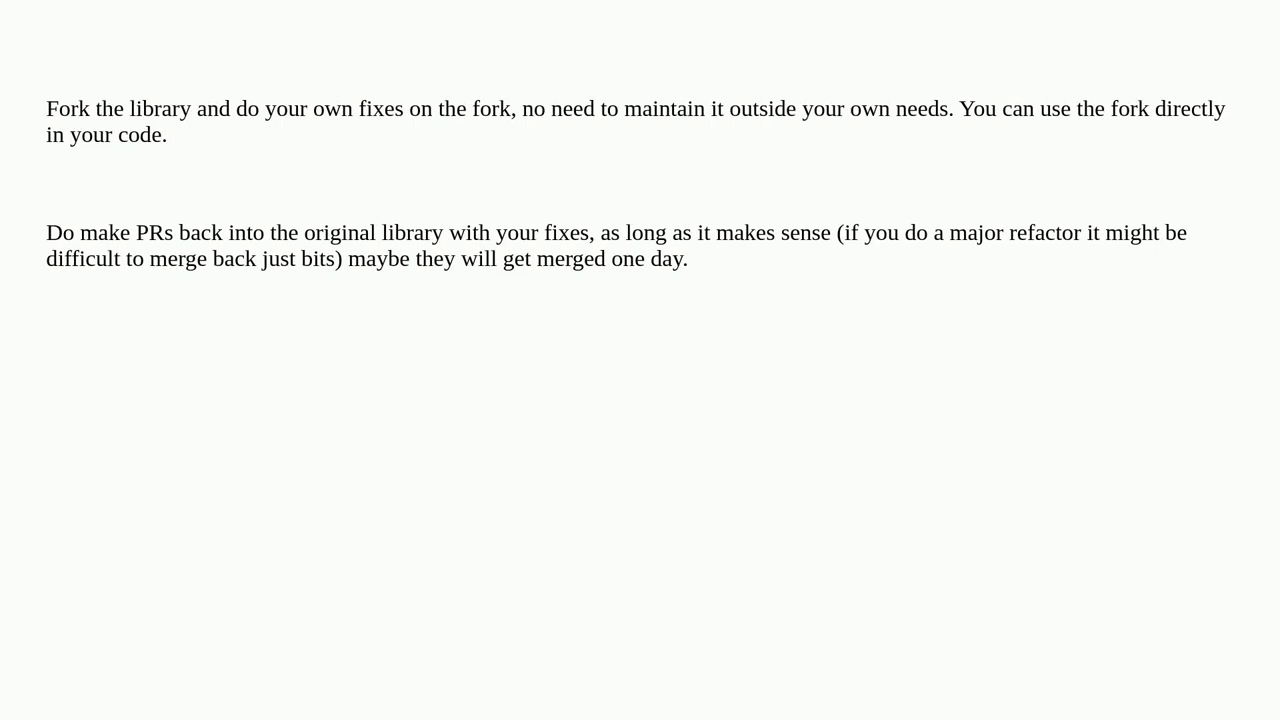 Fork the library and do your own fixes on the fork, no need to maintain it outside your own needs. You can use the fork directly
in your code.
Do make PRs back into the original library with your fixes, as long as it makes sense (if you do a major refactor it might be
difficult to merge back just bits) maybe they will get merged one day.